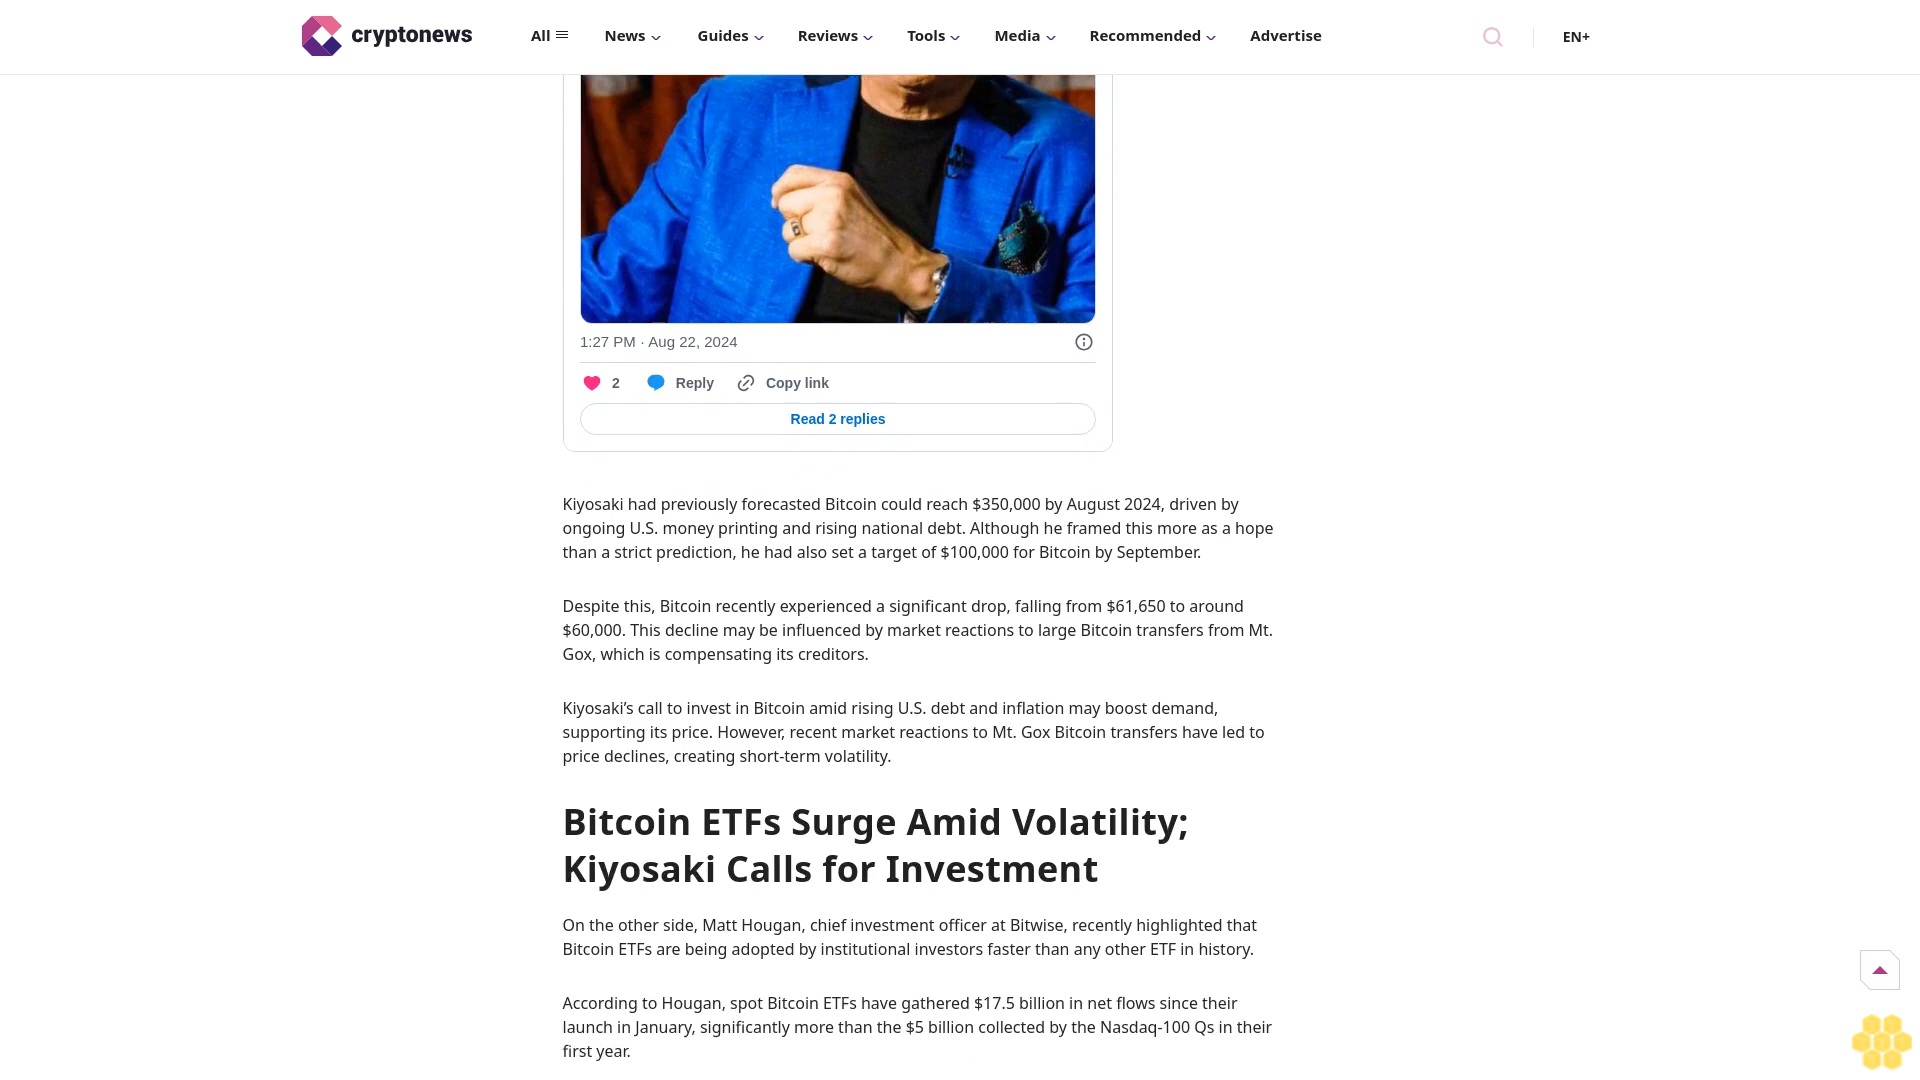 cryptonews
All
News
Guides
Reviews
Tools
Media
Recommended
Advertise
EN+
1:27 PM · Aug 22, 2024
2
Reply
Copy link
Read 2 replies
Kiyosaki had previously forecasted Bitcoin could reach $350,000 by August 2024, driven by
ongoing U.S. money printing and rising national debt. Although he framed this more as a hope
than a strict prediction, he had also set a target of $100,000 for Bitcoin by September.
Despite this, Bitcoin recently experienced a significant drop, falling from $61,650 to around
$60,000. This decline may be influenced by market reactions to large Bitcoin transfers from Mt.
Gox, which is compensating its creditors.
Kiyosaki’s call to invest in Bitcoin amid rising U.S. debt and inflation may boost demand,
supporting its price. However, recent market reactions to Mt. Gox Bitcoin transfers have led to
price declines, creating short-term volatility.
Bitcoin ETFs Surge Amid Volatility;
Kiyosaki Calls for Investment
On the other side, Matt Hougan, chief investment officer at Bitwise, recently highlighted that
Bitcoin ETFs are being adopted by institutional investors faster than any other ETF in history.
According to Hougan, spot Bitcoin ETFs have gathered $17.5 billion in net flows since their
launch in January, significantly more than the $5 billion collected by the Nasdaq-100 Qs in their
first year.